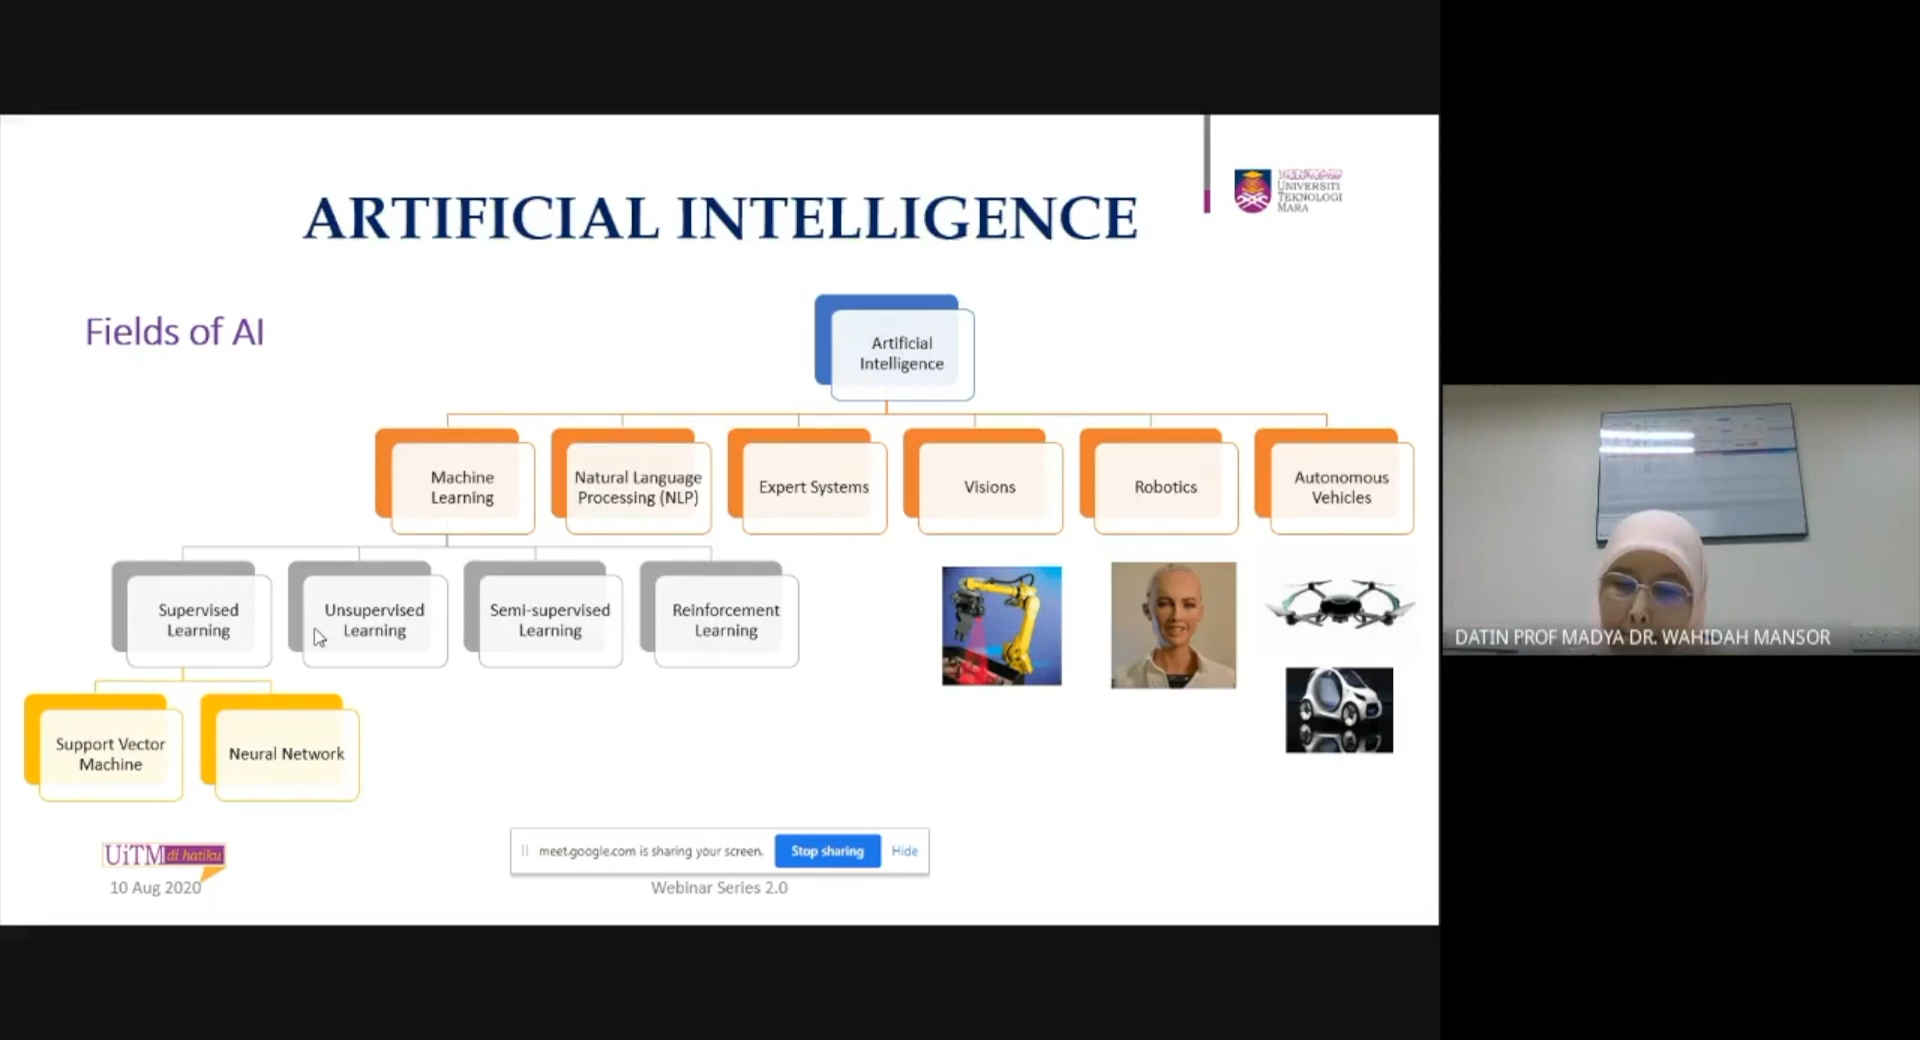 ARTIFICIAL INTELLIGENCE
UNIVERSITI
TEKNOLOGI
MARA
Fields of AI
Artificial
Intelligence
Machine
Learning
Natural Language
Processing (NLP)
Expert Systems
Visions
Robotics
Autonomous
Vehicles
Supervised
Learning
Unsupervised
Learning
Semi-supervised
Learning
Reinforcement
Learning
Support Vector
Machine
Neural Network
DATIN PROF MADYA DR. WAHIDAH MANSOR
UiTM di hatiku
10 Aug 2020
meet.google.com is sharing your screen.
Stop sharing
Hide
Webinar Series 2.0